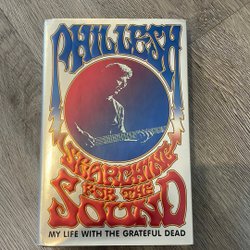 PHIL LESH
SEARCHING
FOR THE
SOUND
MY LIFE WITH THE GRATEFUL DEAD